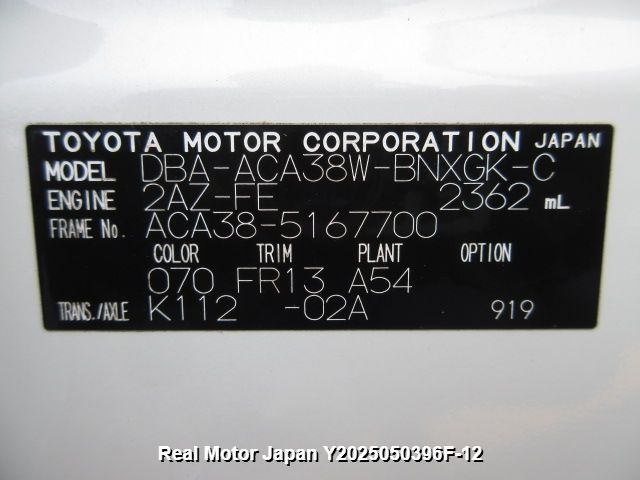 TOYOTA MOTOR CORPORATION JAPAN
MODEL DBA-ACA38W-BNXGK-C
ENGINE 2AZ-FE 2362 mL
FRAME No. ACA38-5167700
COLOR TRIM PLANT OPTION
070 FR13 A54
TRANS./AXLE K112 -02A 919
Real Motor Japan Y2025050396F-12